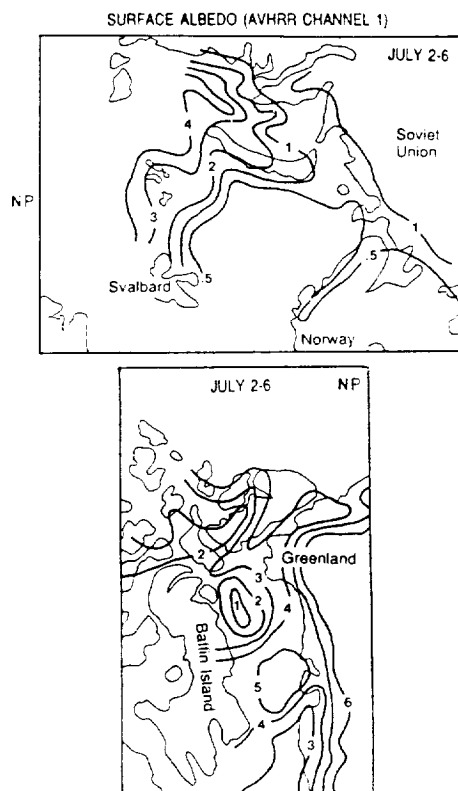 SURFACE ALBEDO (AVHRR CHANNEL 1)
JULY 2-6
Soviet
Union
4
1
2
NP
3
1
.5
.5
Svalbard
Norway
JULY 2-6 NP
2
Greenland
3
1
2
4
Baffin Island
5
6
4
3